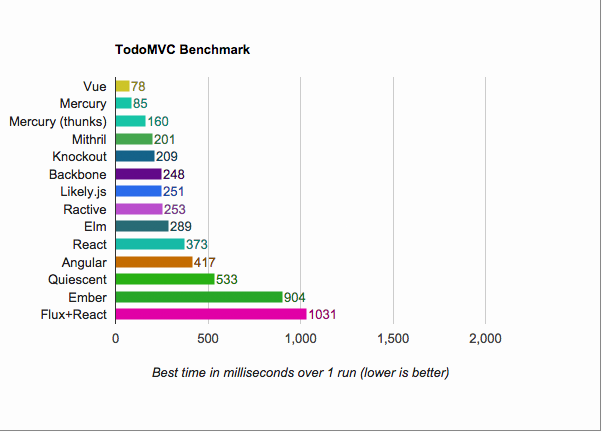 TodoMVC Benchmark
Vue 78
Mercury 85
Mercury (thunks) 160
Mithril 201
Knockout 209
Backbone 248
Likely.js 251
Ractive 253
Elm 289
React 373
Angular 417
Quiescent 533
Ember 904
Flux+React 1031
0 500 1,000 1,500 2,000
Best time in milliseconds over 1 run (lower is better)